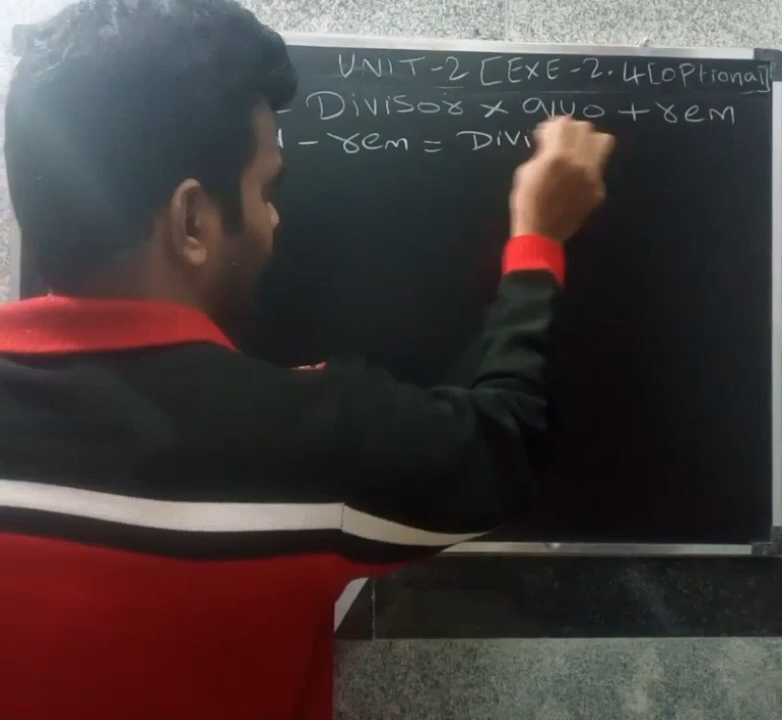 UNIT-2 [EXE-2.4[OPtional]
- Divisor × quo + rem
- rem = Divi